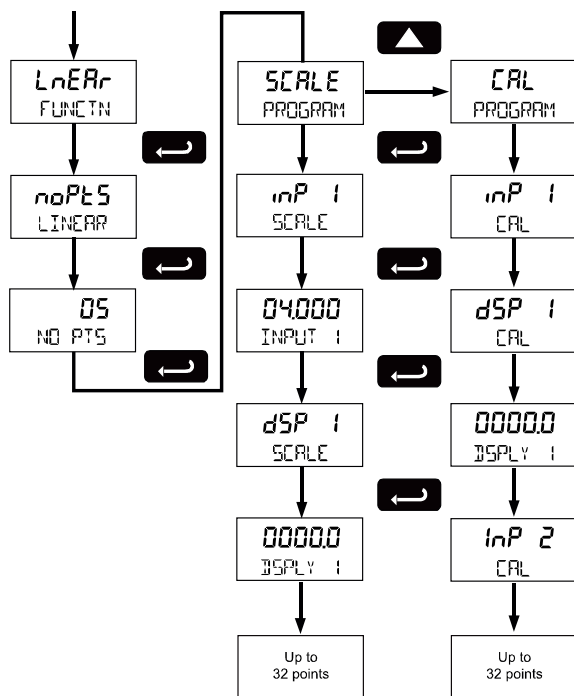 LnEAr
FUNCTN
noPtS
LINEAR
05
NO PTS
SCALE
PROGRAM
inP 1
SCALE
04.000
INPUT 1
dSP 1
SCALE
0000.0
DSPLY 1
Up to
32 points
CAL
PROGRAM
inP 1
CAL
dSP 1
CAL
0000.0
DSPLY 1
InP 2
CAL
Up to
32 points